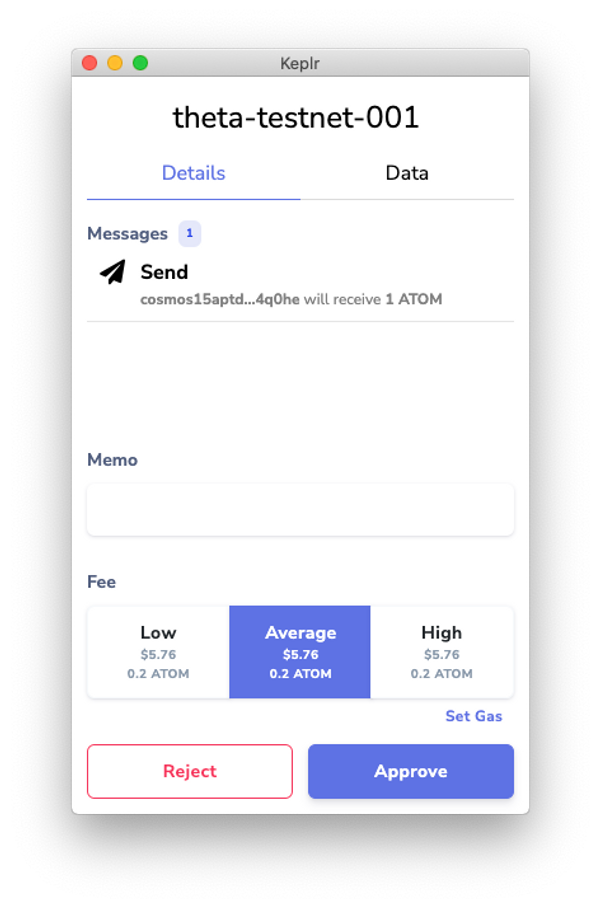 Keplr
theta-testnet-001
Details Data
Messages 1
Send
cosmos15aptd...4q0he will receive 1 ATOM
Memo
Fee
Low Average High
$5.76 $5.76 $5.76
0.2 ATOM 0.2 ATOM 0.2 ATOM
Set Gas
Reject Approve